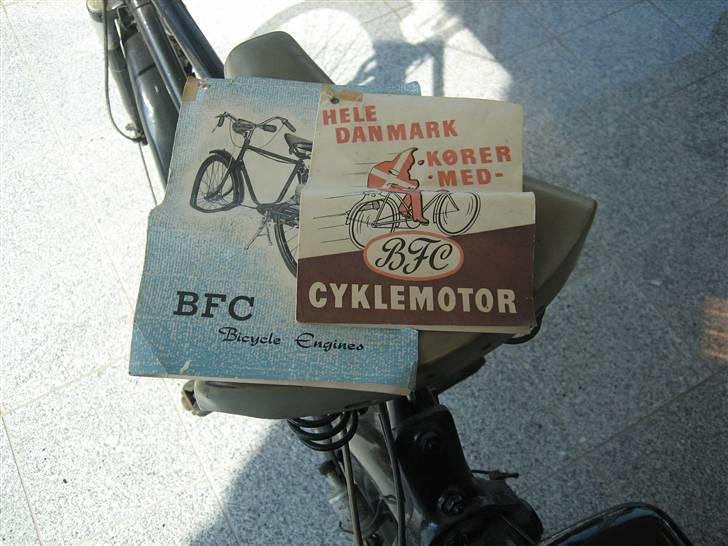 HELE
DANMARK
·KØRER
·MED-
BFC
CYKLEMOTOR
BFC
Bicycle Engines